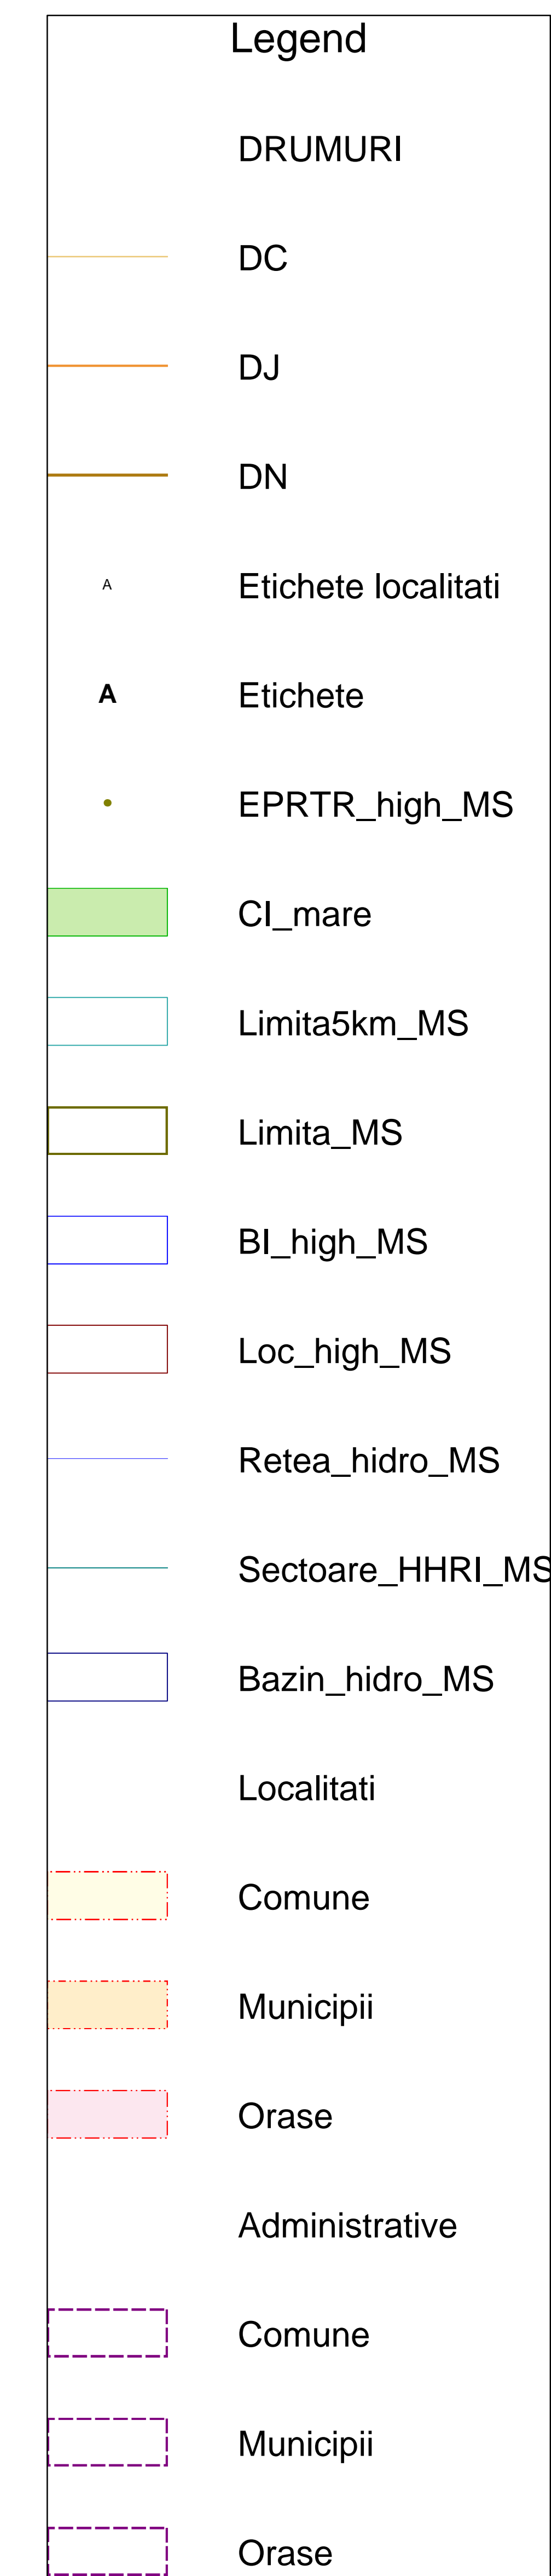 Legend
DRUMURI
DC
DJ
DN
A Etichete localitati
A Etichete
EPRTR_high_MS
CI_mare
Limita5km_MS
Limita_MS
BI_high_MS
Loc_high_MS
Retea_hidro_MS
Sectoare_HHRI_MS
Bazin_hidro_MS
Localitati
Comune
Municipii
Orase
Administrative
Comune
Municipii
Orase